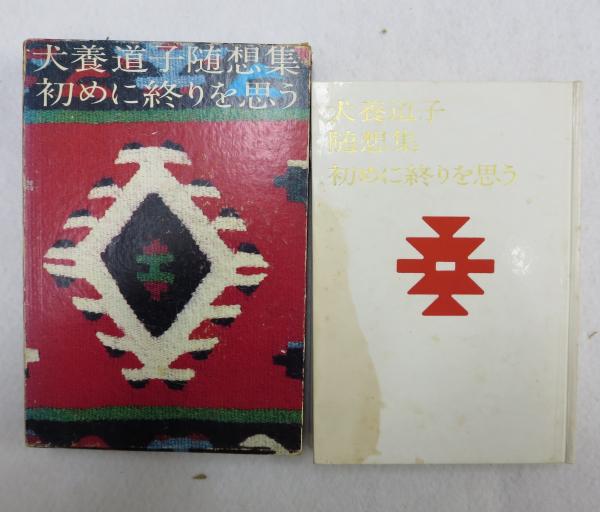 犬養道子随想集
初めに終りを思う
犬養道子
随想集
初めに終りを思う